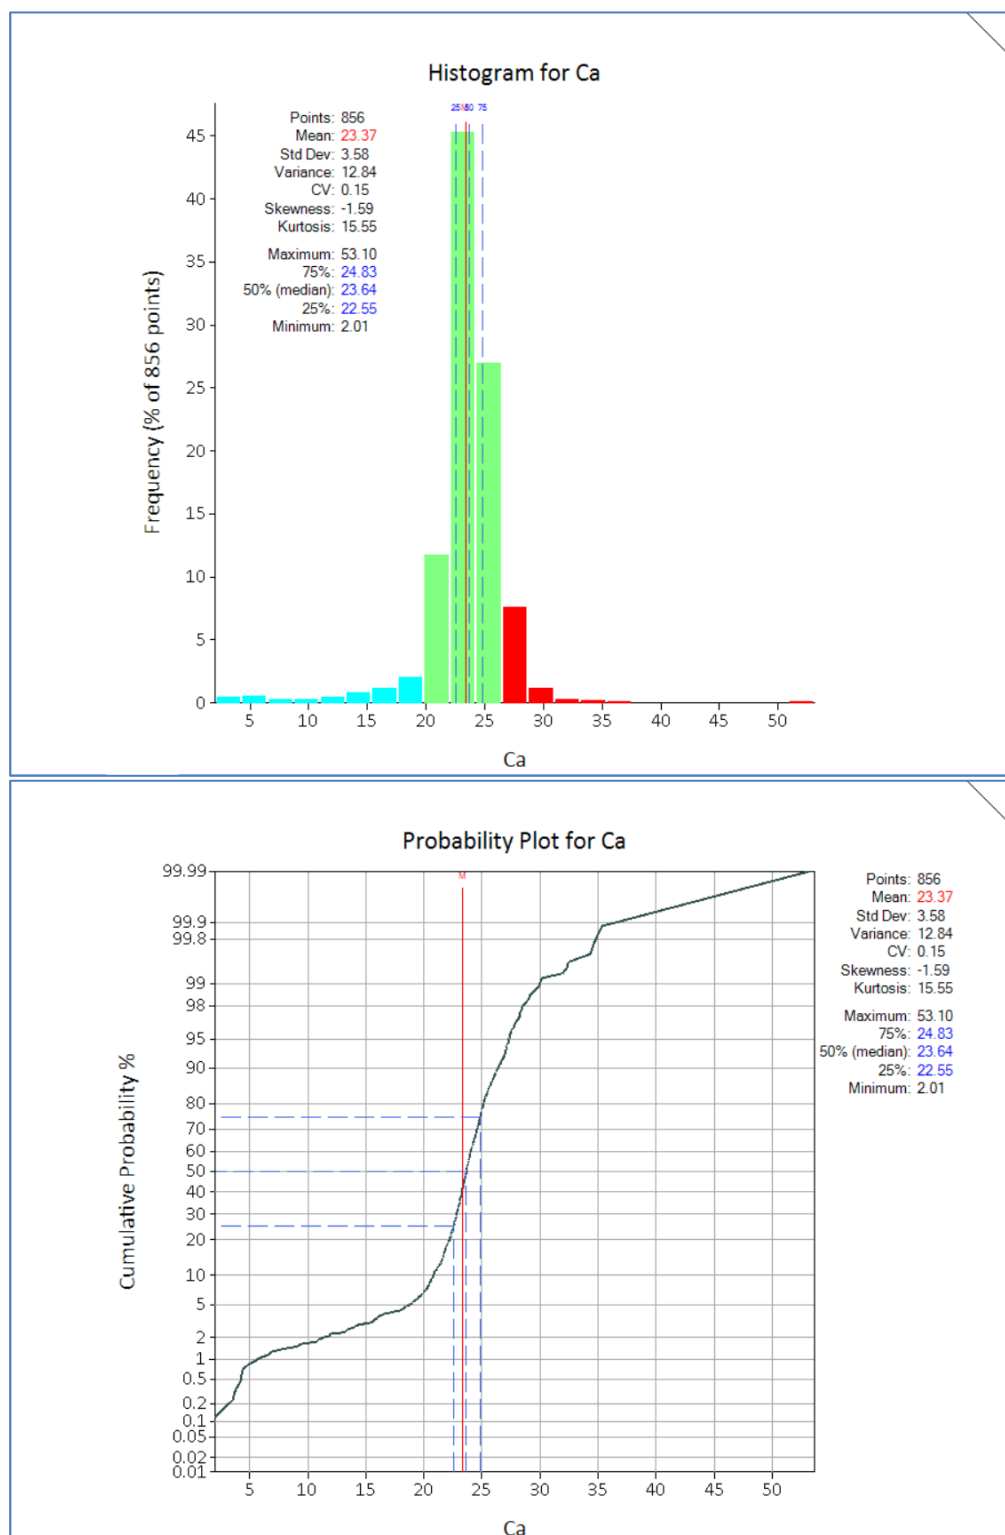 Histogram for Ca
25 M 50 75
Points: 856
Mean: 23.37
Std Dev: 3.58
Variance: 12.84
CV: 0.15
Skewness: -1.59
Kurtosis: 15.55
Maximum: 53.10
75%: 24.83
50% (median): 23.64
25%: 22.55
Minimum: 2.01
Frequency (% of 856 points)
45
40
35
30
25
20
15
10
5
0
5 10 15 20 25 30 35 40 45 50
Ca
Probability Plot for Ca
M
Points: 856
Mean: 23.37
Std Dev: 3.58
Variance: 12.84
CV: 0.15
Skewness: -1.59
Kurtosis: 15.55
Maximum: 53.10
75%: 24.83
50% (median): 23.64
25%: 22.55
Minimum: 2.01
Cumulative Probability %
99.99
99.9
99.8
99
98
95
90
80
70
60
50
40
30
20
10
5
2
1
0.5
0.2
0.1
0.05
0.02
0.01
5 10 15 20 25 30 35 40 45 50
Ca